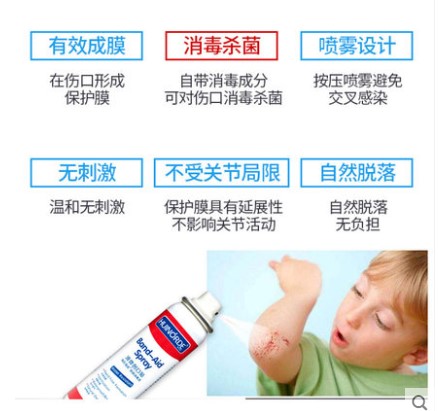 有效成膜
消毒杀菌
喷雾设计
在伤口形成
保护膜
自带消毒成分
可对伤口消毒杀菌
按压喷雾避免
交叉感染
无刺激
不受关节局限
自然脱落
温和无刺激
保护膜具有延展性
不影响关节活动
自然脱落
无负担
Band-Aid
Spray